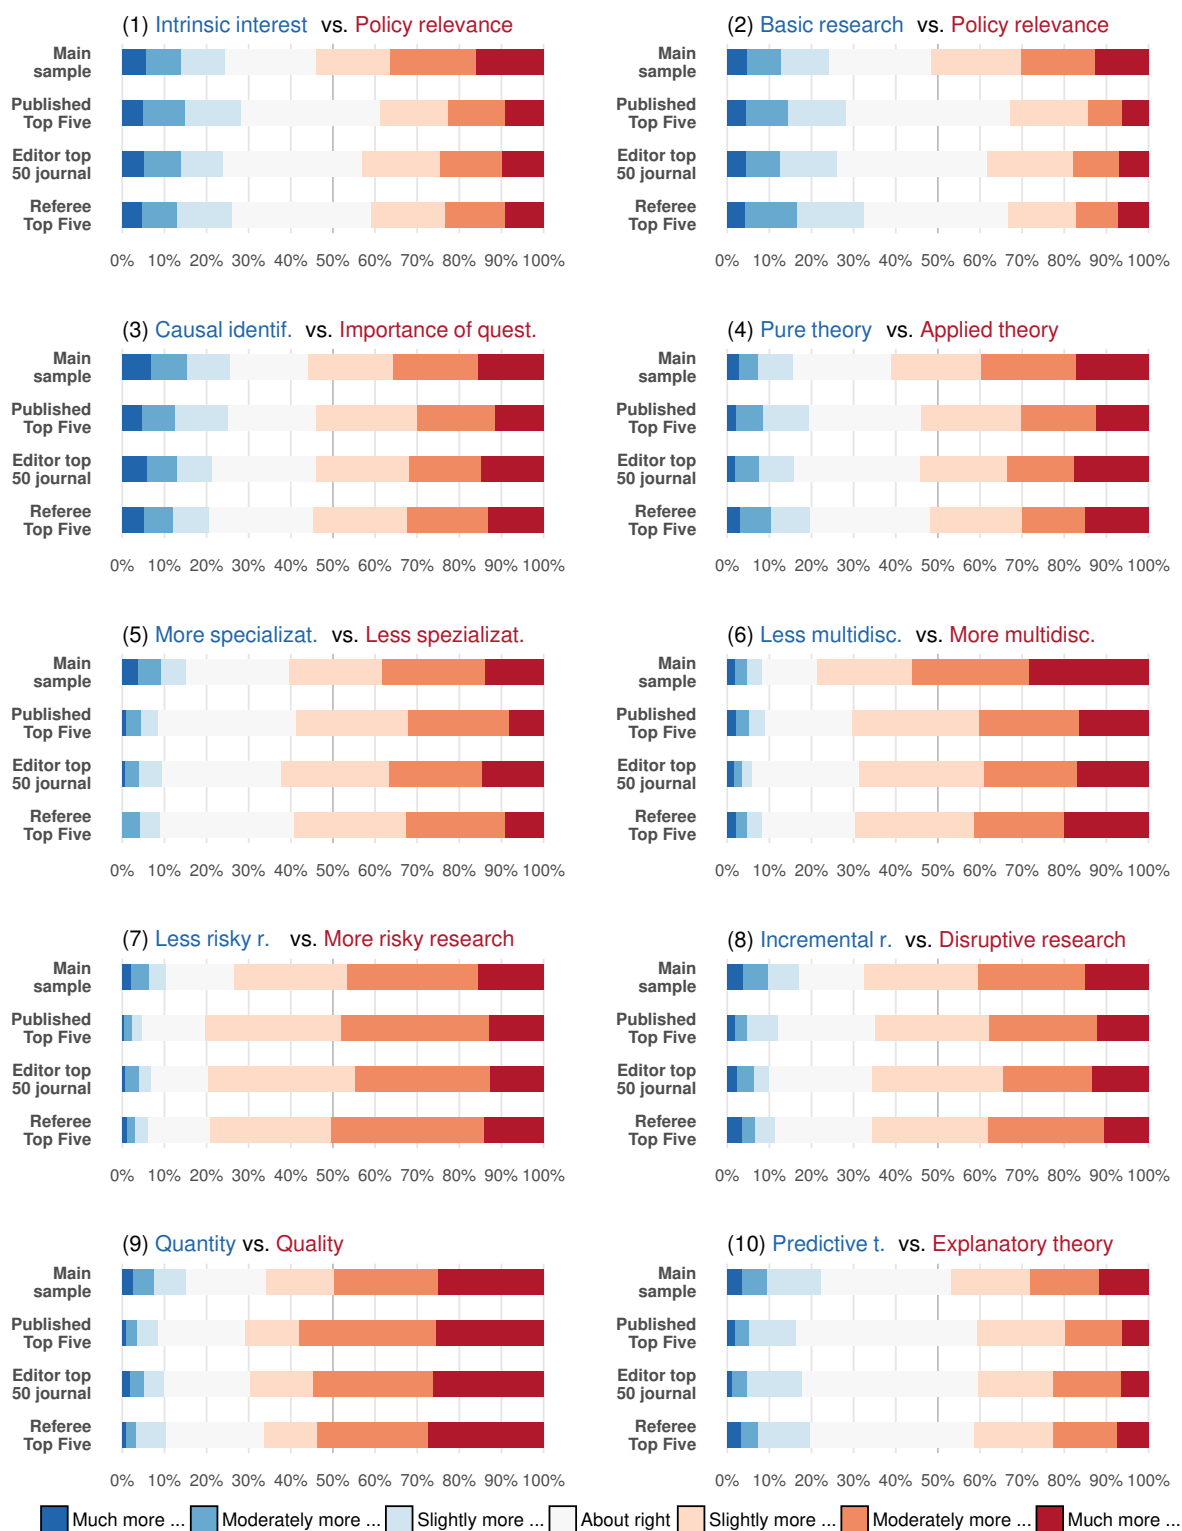 (1) Intrinsic interest vs. Policy relevance
Main
sample
Published
Top Five
Editor top
50 journal
Referee
Top Five
0% 10% 20% 30% 40% 50% 60% 70% 80% 90% 100%
(2) Basic research vs. Policy relevance
Main
sample
Published
Top Five
Editor top
50 journal
Referee
Top Five
0% 10% 20% 30% 40% 50% 60% 70% 80% 90% 100%
(3) Causal identif. vs. Importance of quest.
Main
sample
Published
Top Five
Editor top
50 journal
Referee
Top Five
0% 10% 20% 30% 40% 50% 60% 70% 80% 90% 100%
(4) Pure theory vs. Applied theory
Main
sample
Published
Top Five
Editor top
50 journal
Referee
Top Five
0% 10% 20% 30% 40% 50% 60% 70% 80% 90% 100%
(5) More specializat. vs. Less spezializat.
Main
sample
Published
Top Five
Editor top
50 journal
Referee
Top Five
0% 10% 20% 30% 40% 50% 60% 70% 80% 90% 100%
(6) Less multidisc. vs. More multidisc.
Main
sample
Published
Top Five
Editor top
50 journal
Referee
Top Five
0% 10% 20% 30% 40% 50% 60% 70% 80% 90% 100%
(7) Less risky r. vs. More risky research
Main
sample
Published
Top Five
Editor top
50 journal
Referee
Top Five
0% 10% 20% 30% 40% 50% 60% 70% 80% 90% 100%
(8) Incremental r. vs. Disruptive research
Main
sample
Published
Top Five
Editor top
50 journal
Referee
Top Five
0% 10% 20% 30% 40% 50% 60% 70% 80% 90% 100%
(9) Quantity vs. Quality
Main
sample
Published
Top Five
Editor top
50 journal
Referee
Top Five
0% 10% 20% 30% 40% 50% 60% 70% 80% 90% 100%
(10) Predictive t. vs. Explanatory theory
Main
sample
Published
Top Five
Editor top
50 journal
Referee
Top Five
0% 10% 20% 30% 40% 50% 60% 70% 80% 90% 100%
Much more ... Moderately more ... Slightly more ... About right Slightly more ... Moderately more ... Much more ...